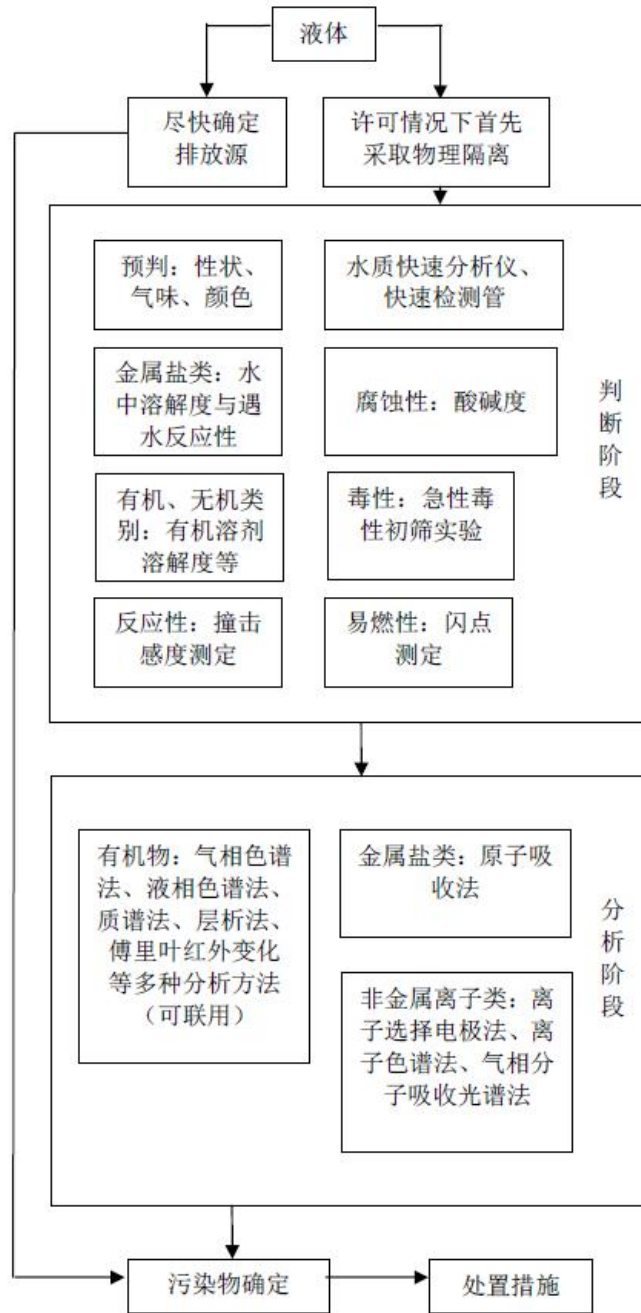 液体
尽快确定
排放源
许可情况下首先
采取物理隔离
预判：性状、
气味、颜色
水质快速分析仪、
快速检测管
金属盐类：水
中溶解度与遇
水反应性
腐蚀性：酸碱度
有机、无机类
别：有机溶剂
溶解度等
毒性：急性毒
性初筛实验
反应性：撞击
感度测定
易燃性：闪点
测定
判
断
阶
段
有机物：气相色谱
法、液相色谱法、
质谱法、层析法、
傅里叶红外变化
等多种分析方法
（可联用）
金属盐类：原子吸
收法
非金属离子类：离
子选择电极法、离
子色谱法、气相分
子吸收光谱法
分
析
阶
段
污染物确定
处置措施